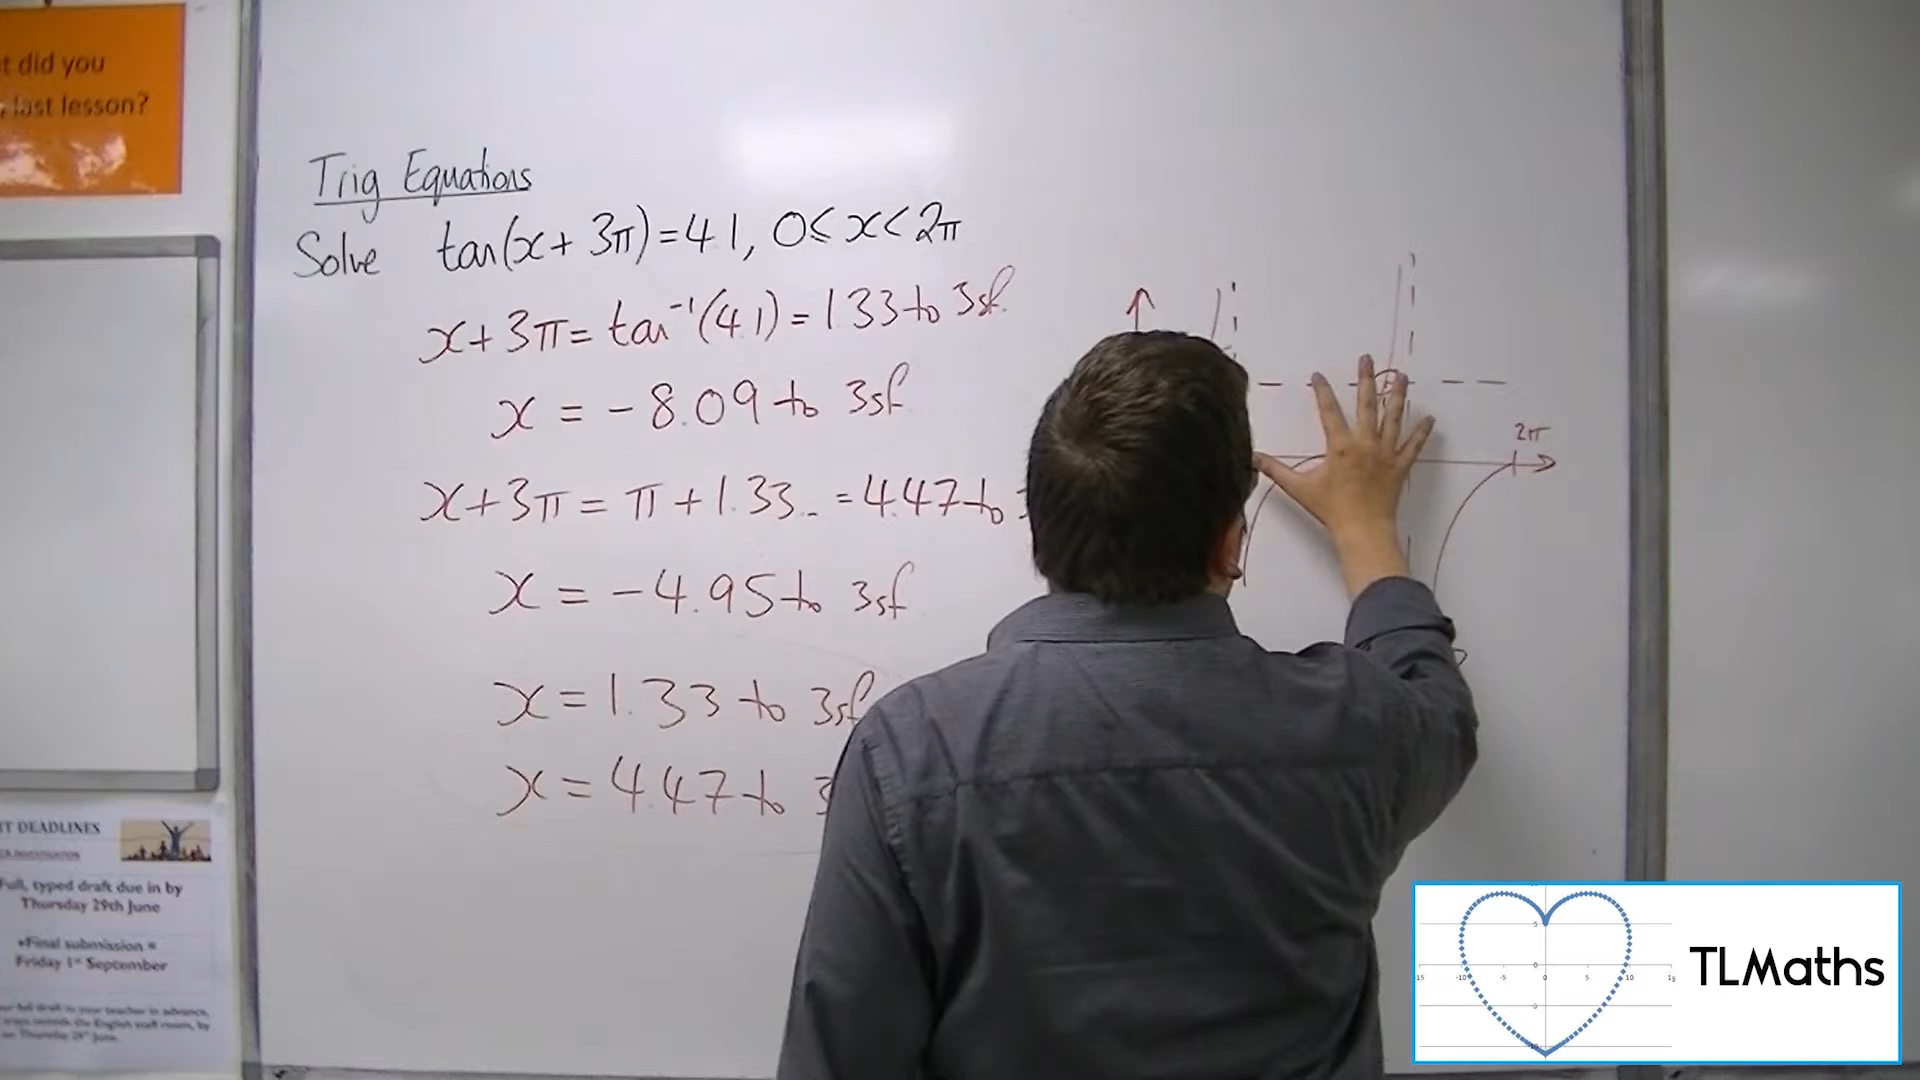 t did you
last lesson?
Trig Equations
Solve tan(x + 3π) = 4.1, 0 ≤ x < 2π
x + 3π = tan⁻¹(4.1) = 1.33 to 3sf.
x = -8.09 to 3sf
x + 3π = π + 1.33.. = 4.47 to
x = -4.95 to 3sf
x = 1.33 to 3sf
x = 4.47 to 3
2π
IT DEADLINES
Full, typed draft due in by
Thursday 29th June
*Final submission =
Friday 1st September
TLMaths